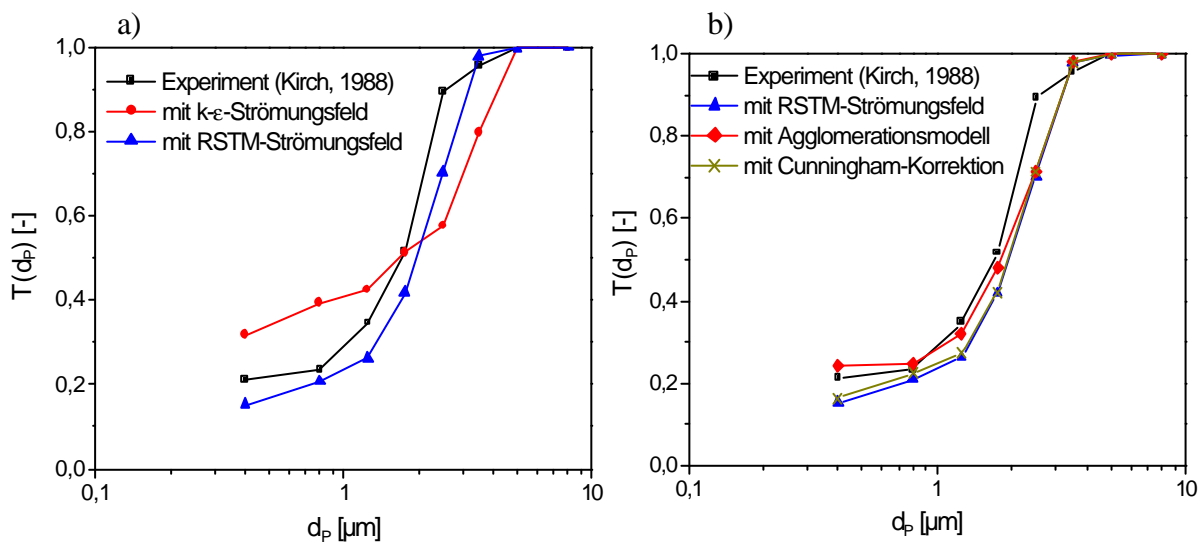 a)
1,0
0,8
0,6
0,4
0,2
0,0
T(dP) [-]
Experiment (Kirch, 1988)
mit k-ε-Strömungsfeld
mit RSTM-Strömungsfeld
0,1
1
10
dP [µm]
b)
1,0
0,8
0,6
0,4
0,2
0,0
T(dP) [-]
Experiment (Kirch, 1988)
mit RSTM-Strömungsfeld
mit Agglomerationsmodell
mit Cunningham-Korrektion
0,1
1
10
dP [µm]